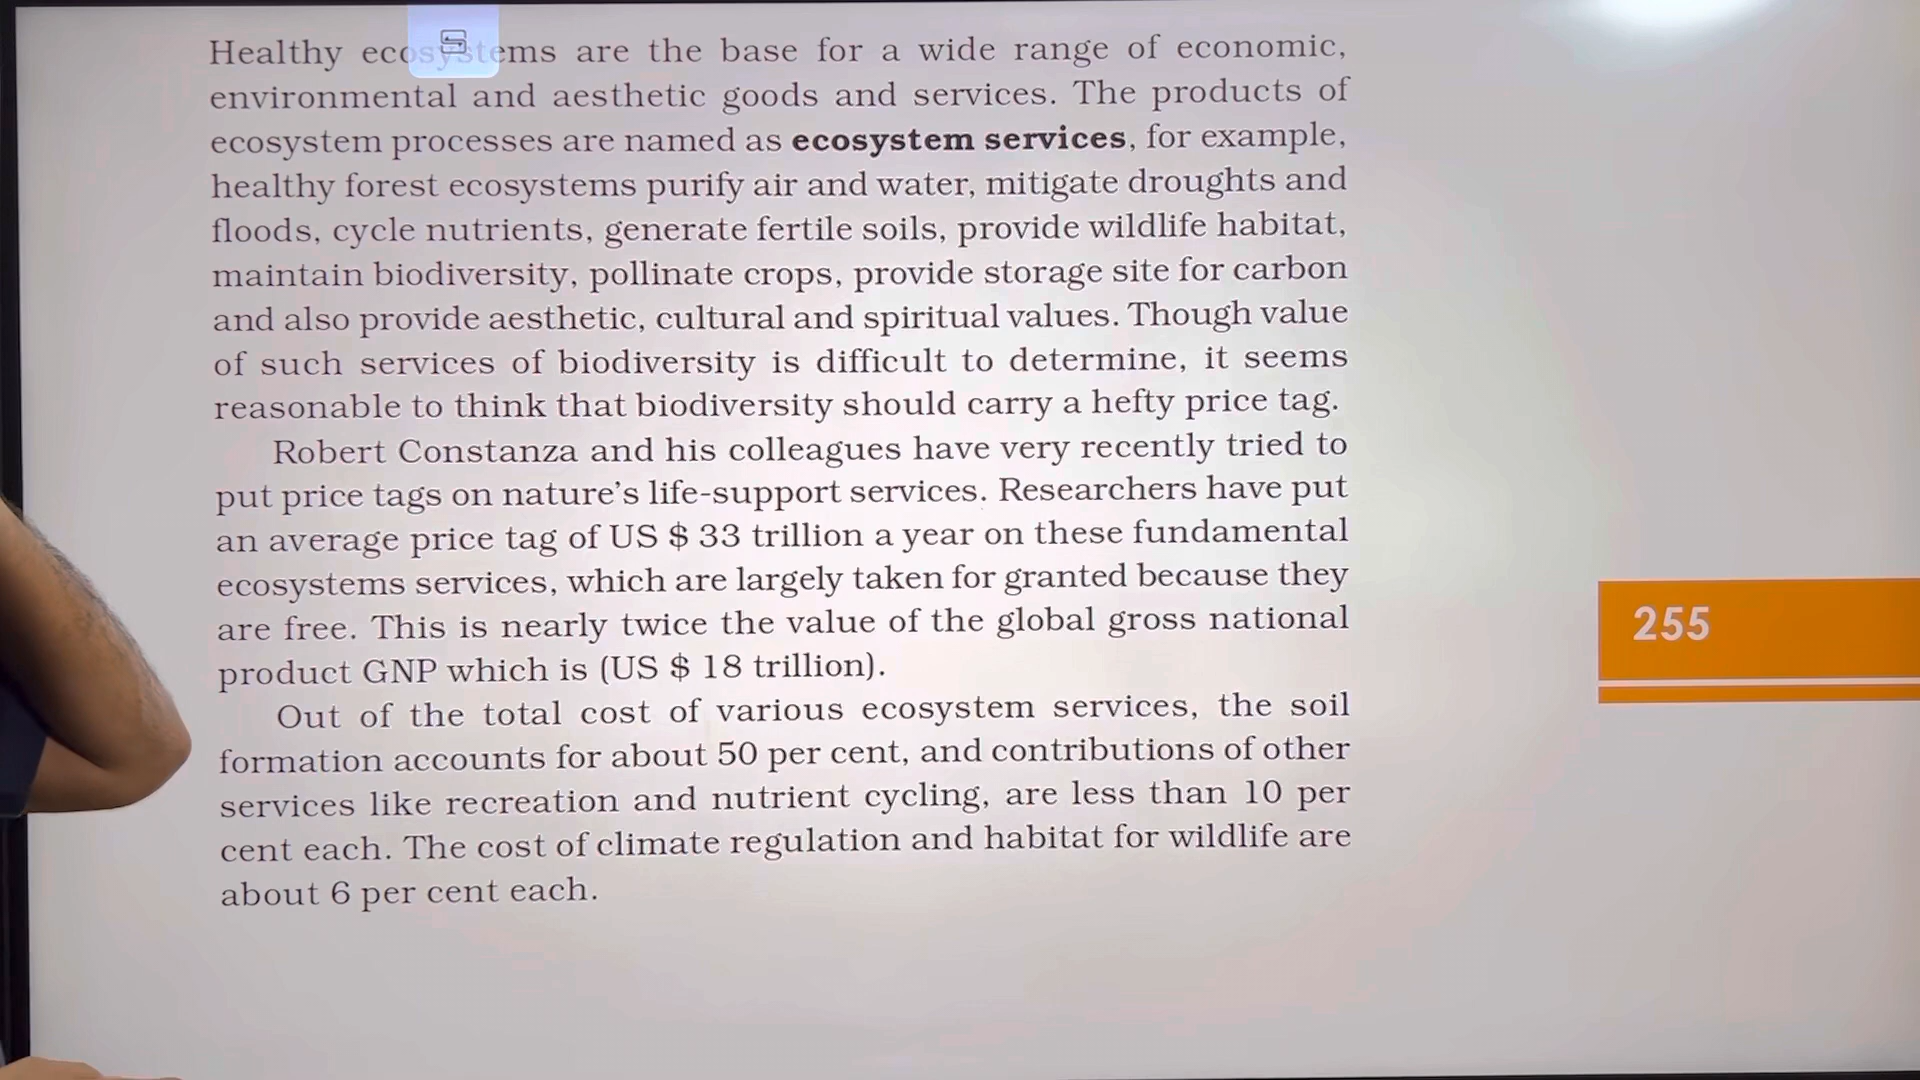 Healthy ecosystems are the base for a wide range of economic,
environmental and aesthetic goods and services. The products of
ecosystem processes are named as ecosystem services, for example,
healthy forest ecosystems purify air and water, mitigate droughts and
floods, cycle nutrients, generate fertile soils, provide wildlife habitat,
maintain biodiversity, pollinate crops, provide storage site for carbon
and also provide aesthetic, cultural and spiritual values. Though value
of such services of biodiversity is difficult to determine, it seems
reasonable to think that biodiversity should carry a hefty price tag.
Robert Constanza and his colleagues have very recently tried to
put price tags on nature’s life-support services. Researchers have put
an average price tag of US $ 33 trillion a year on these fundamental
ecosystems services, which are largely taken for granted because they
are free. This is nearly twice the value of the global gross national
product GNP which is (US $ 18 trillion).
Out of the total cost of various ecosystem services, the soil
formation accounts for about 50 per cent, and contributions of other
services like recreation and nutrient cycling, are less than 10 per
cent each. The cost of climate regulation and habitat for wildlife are
about 6 per cent each.
255